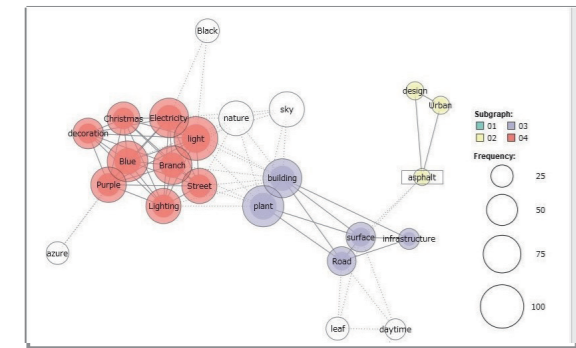 Black
design
Urban
sky
Christmas
Electricity
nature
decoration
light
Subgraph:
01
03
02
04
Frequency:
Blue
Branch
asphalt
25
Purple
Street
building
Lighting
plant
50
surface
infrastructure
azure
Road
75
100
leaf
daytime